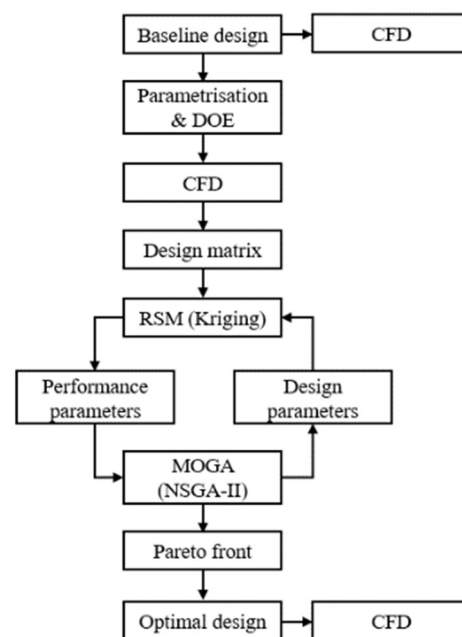 Baseline design
CFD
Parametrisation
& DOE
CFD
Design matrix
RSM (Kriging)
Performance
parameters
Design
parameters
MOGA
(NSGA-II)
Pareto front
Optimal design
CFD